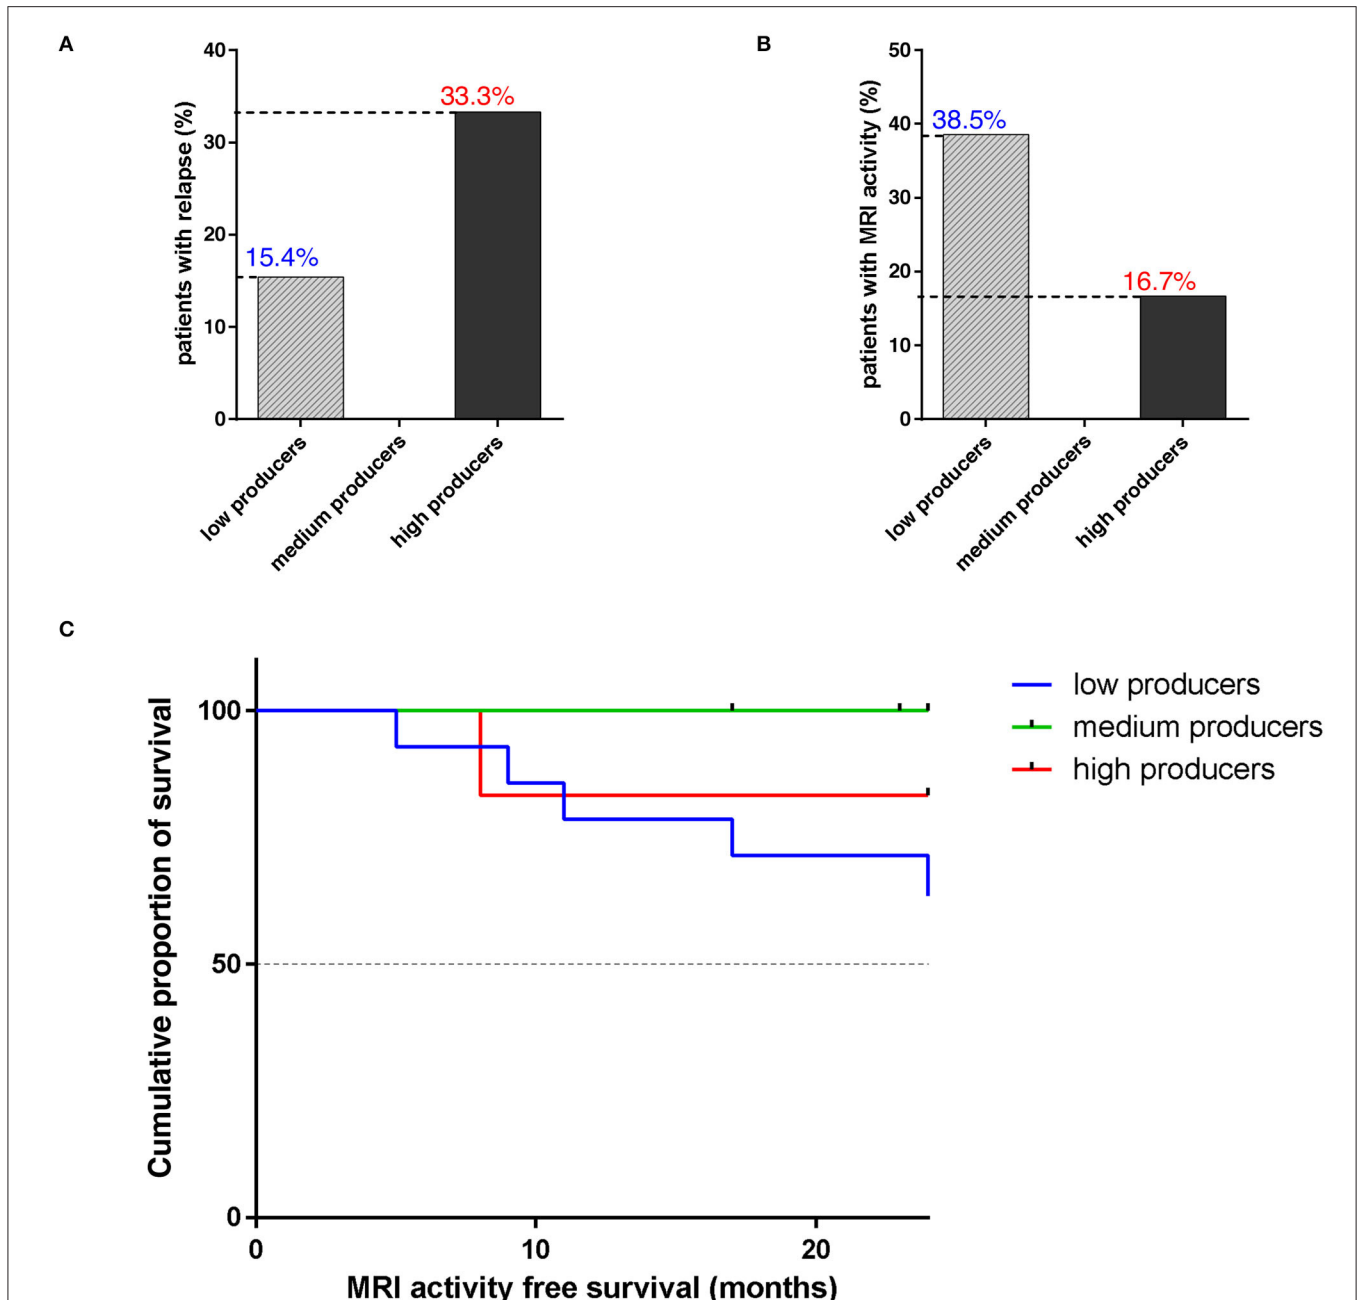 A
patients with relapse (%)
40
30
20
10
0
15.4%
33.3%
low producers
medium producers
high producers
B
patients with MRI activity (%)
50
40
30
20
10
0
38.5%
16.7%
low producers
medium producers
high producers
C
Cumulative proportion of survival
100
50
0
0
10
20
MRI activity free survival (months)
low producers
medium producers
high producers